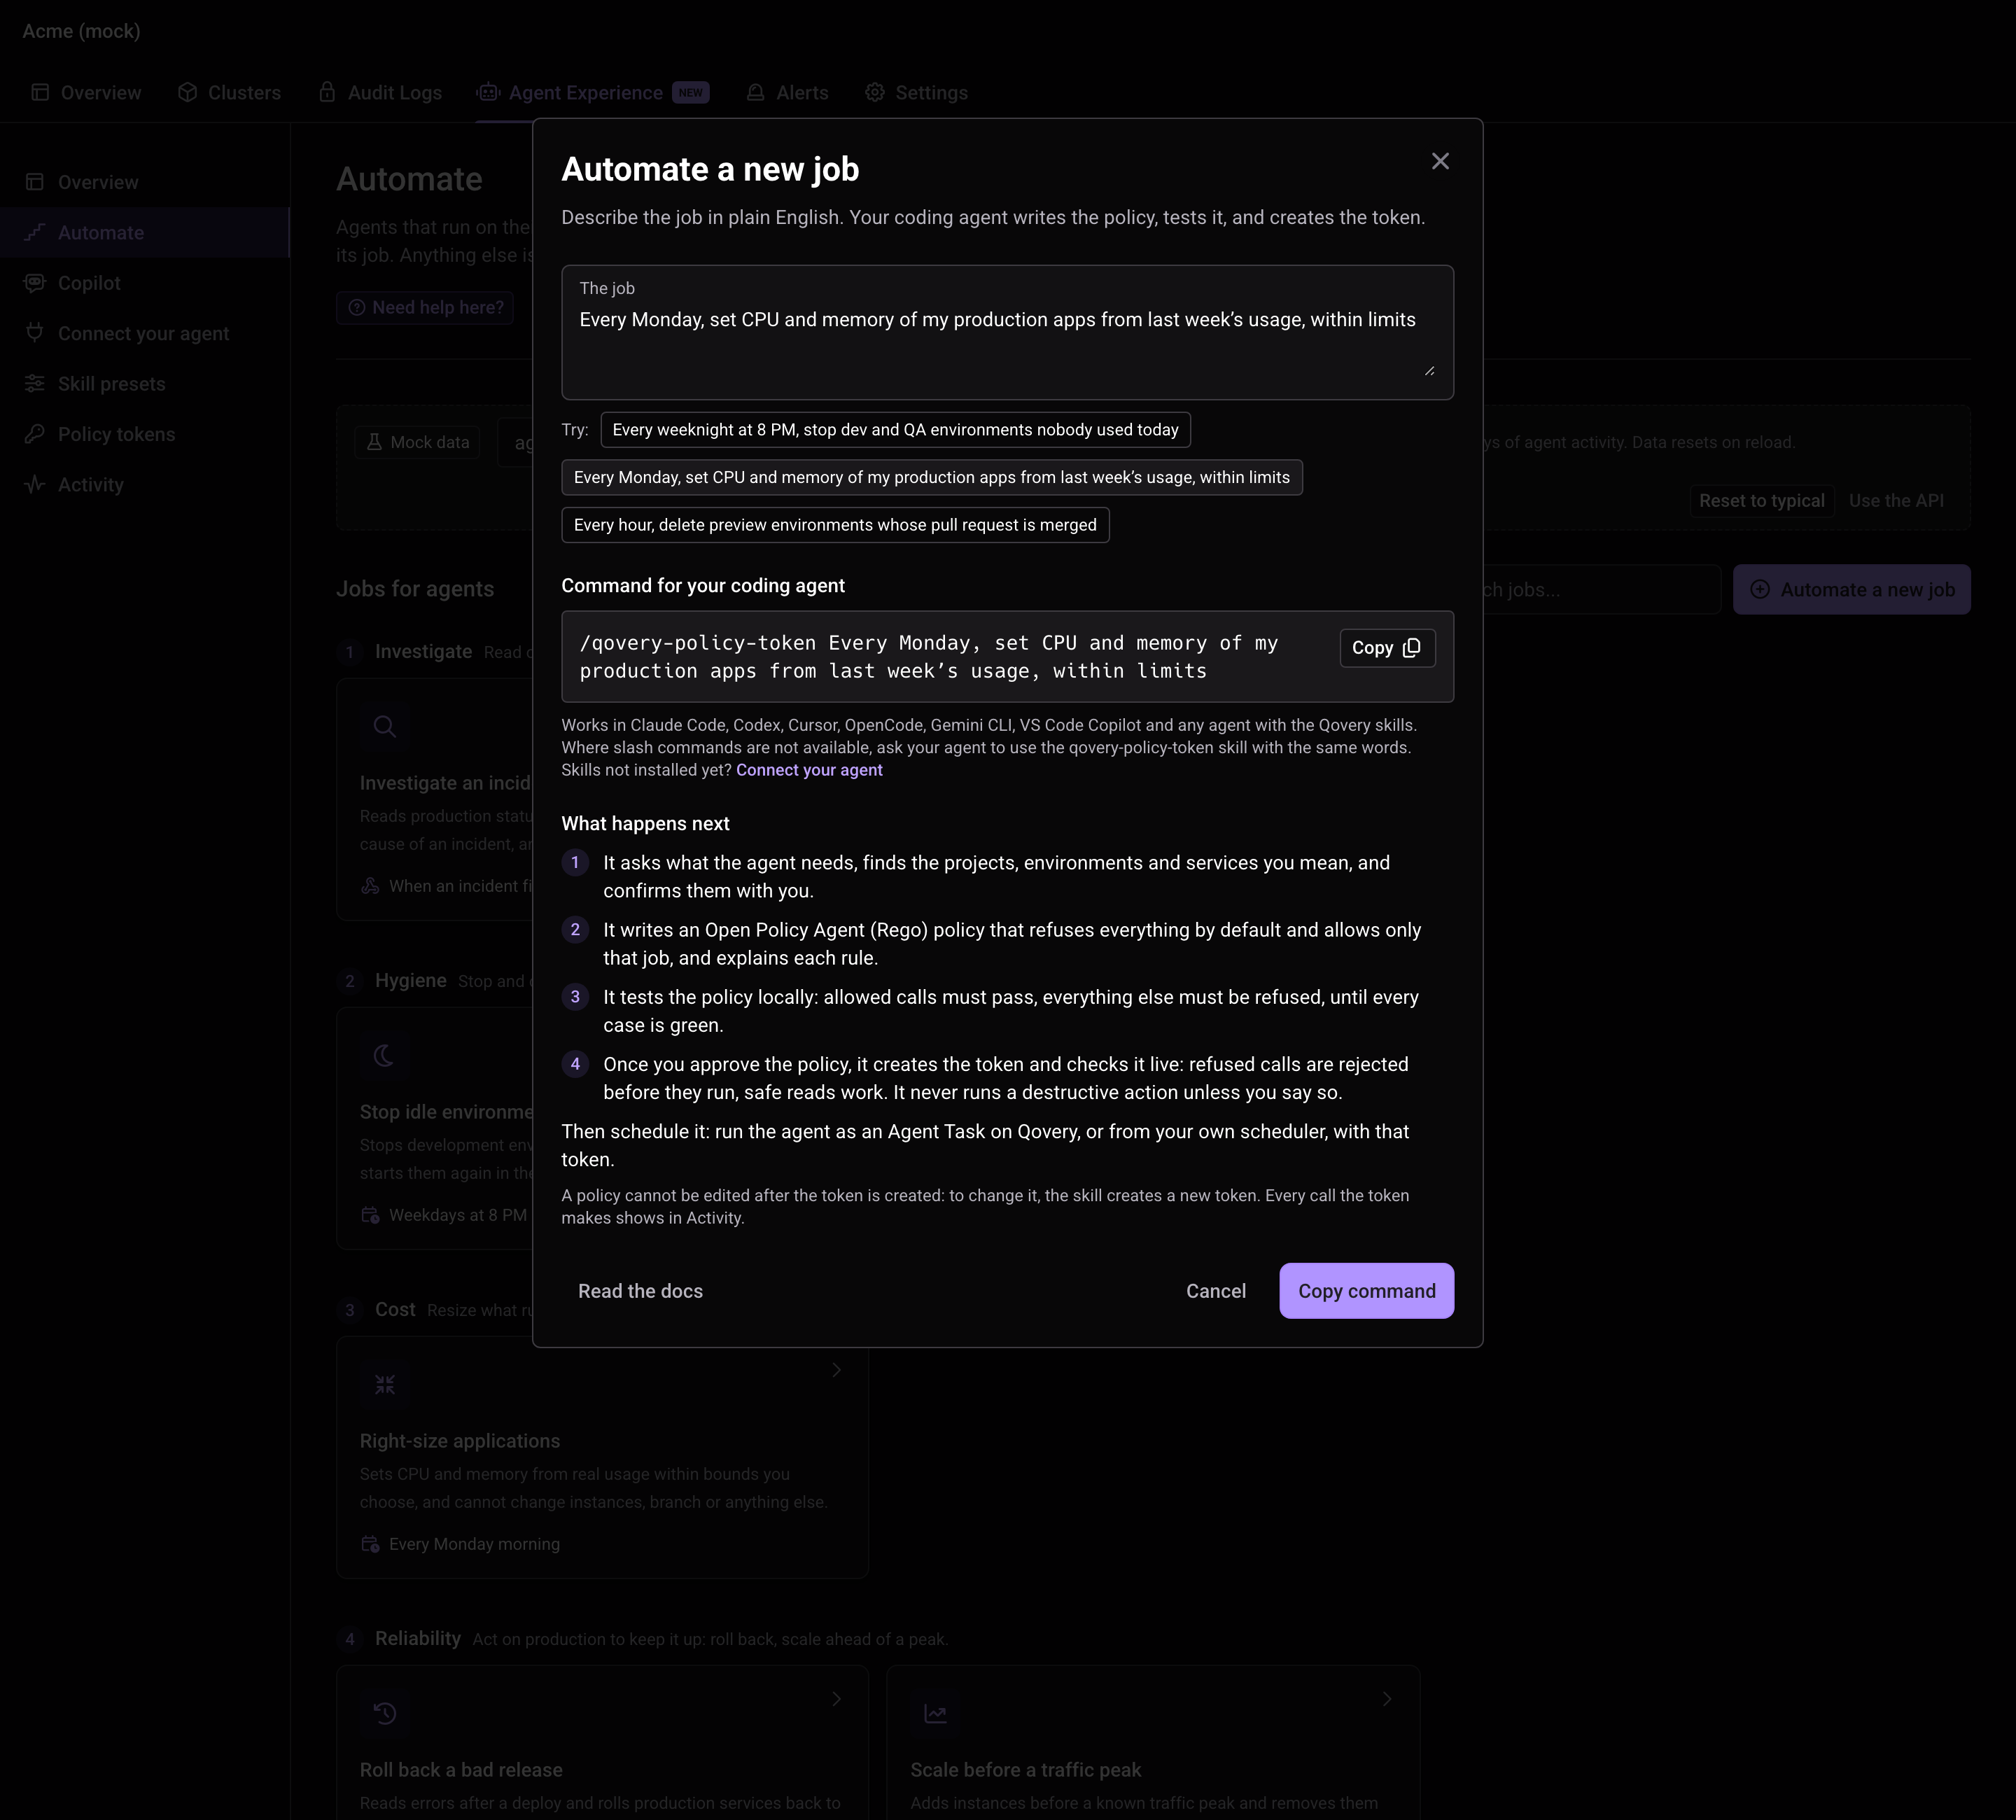 Acme (mock)
Overview
Clusters
Audit Logs
Agent Experience NEW
Alerts
Settings
Overview
Automate
Copilot
Connect your agent
Skill presets
Policy tokens
Activity
Automate
Agents that run on the
its job. Anything else is
Need help here?
Mock data
ys of agent activity. Data resets on reload.
Reset to typical
Use the API
Jobs for agents
ch jobs...
Automate a new job
1 Investigate Read
Investigate an incid
Reads production statu
cause of an incident, a
When an incident fi
2 Hygiene Stop and
Stop idle environme
Stops development env
starts them again in the
Weekdays at 8 PM
3 Cost Resize what ru
Right-size applications
Sets CPU and memory from real usage within bounds you
choose, and cannot change instances, branch or anything else.
Every Monday morning
4 Reliability Act on production to keep it up: roll back, scale ahead of a peak.
Roll back a bad release
Reads errors after a deploy and rolls production services back to
Scale before a traffic peak
Adds instances before a known traffic peak and removes them
Automate a new job
Describe the job in plain English. Your coding agent writes the policy, tests it, and creates the token.
The job
Every Monday, set CPU and memory of my production apps from last week’s usage, within limits
Try: Every weeknight at 8 PM, stop dev and QA environments nobody used today
Every Monday, set CPU and memory of my production apps from last week’s usage, within limits
Every hour, delete preview environments whose pull request is merged
Command for your coding agent
/qovery-policy-token Every Monday, set CPU and memory of my
production apps from last week’s usage, within limits
Copy
Works in Claude Code, Codex, Cursor, OpenCode, Gemini CLI, VS Code Copilot and any agent with the Qovery skills.
Where slash commands are not available, ask your agent to use the qovery-policy-token skill with the same words.
Skills not installed yet? Connect your agent
What happens next
1 It asks what the agent needs, finds the projects, environments and services you mean, and
confirms them with you.
2 It writes an Open Policy Agent (Rego) policy that refuses everything by default and allows only
that job, and explains each rule.
3 It tests the policy locally: allowed calls must pass, everything else must be refused, until every
case is green.
4 Once you approve the policy, it creates the token and checks it live: refused calls are rejected
before they run, safe reads work. It never runs a destructive action unless you say so.
Then schedule it: run the agent as an Agent Task on Qovery, or from your own scheduler, with that
token.
A policy cannot be edited after the token is created: to change it, the skill creates a new token. Every call the token
makes shows in Activity.
Read the docs
Cancel
Copy command